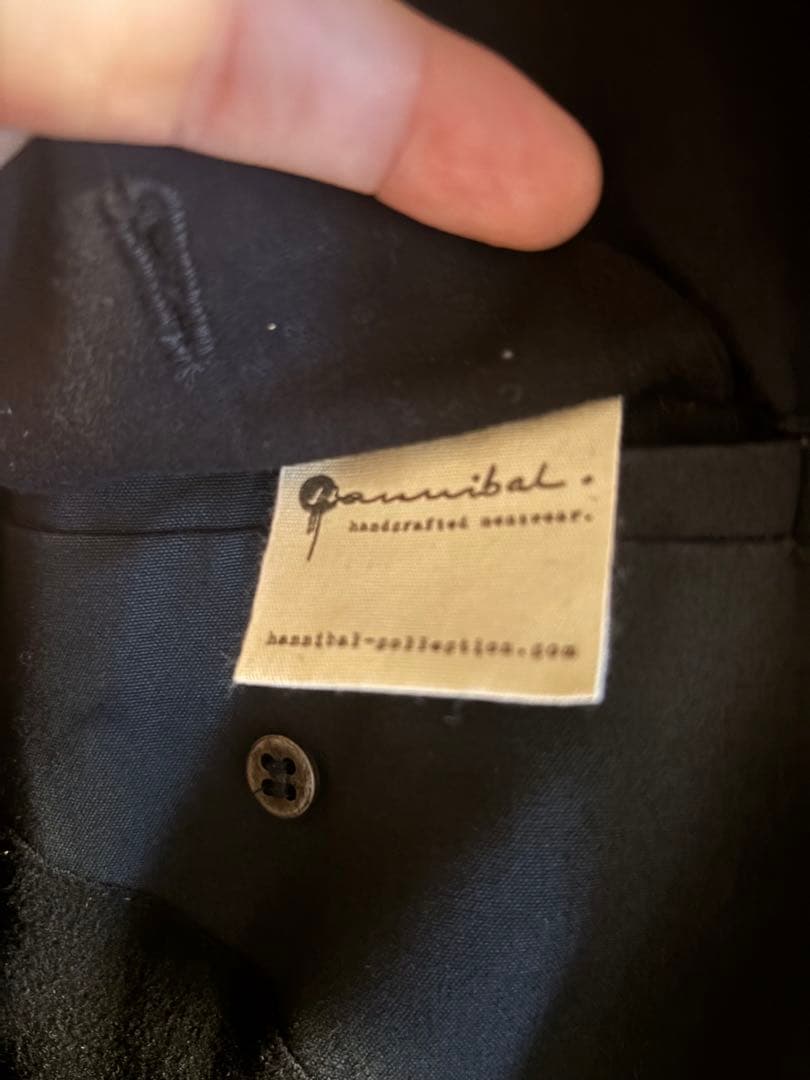 Hannibal.
handcrafted menswear.
hannibal-collection.com